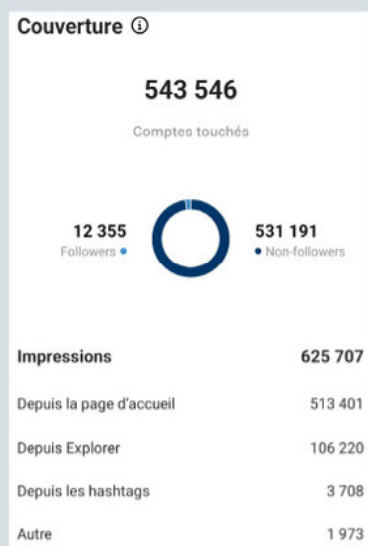 Couverture ⓘ
543 546
Comptes touchés
12 355
Followers
531 191
Non-followers
Impressions 625 707
Depuis la page d'accueil 513 401
Depuis Explorer 106 220
Depuis les hashtags 3 708
Autre 1 973